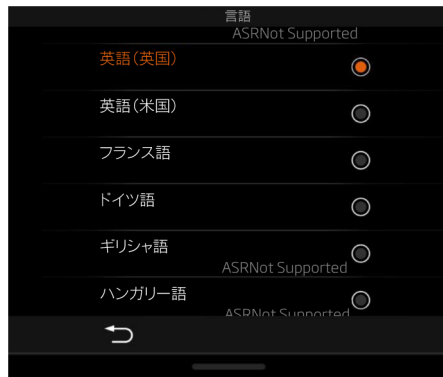 言語
ASRNot Supported
英語(英国)
英語(米国)
フランス語
ドイツ語
ギリシャ語
ASRNot Supported
ハンガリー語
ASRNot Supported